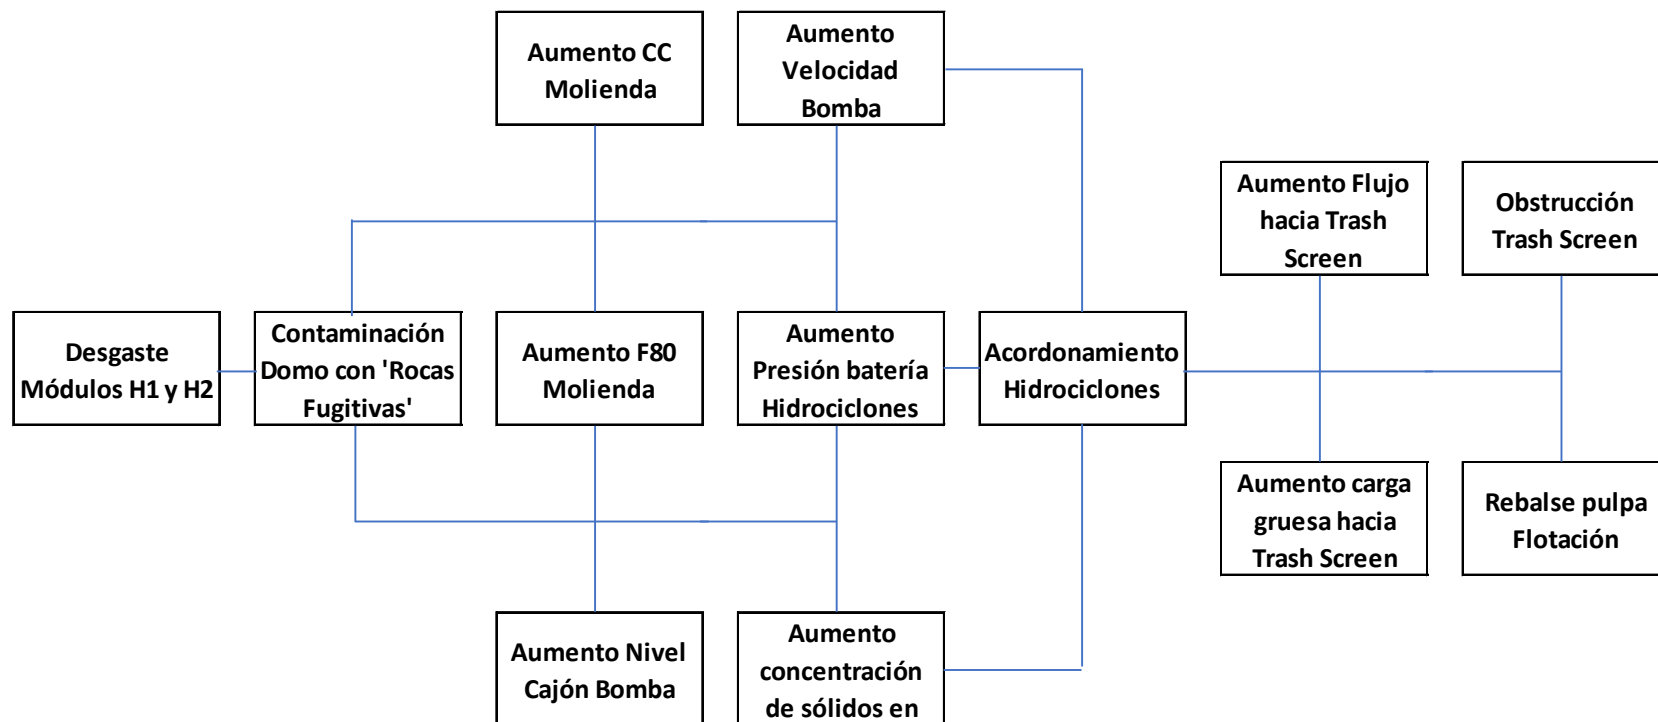 Aumento CC
Molienda
Aumento
Velocidad
Bomba
Aumento Flujo
hacia Trash
Screen
Obstrucción
Trash Screen
Desgaste
Módulos H1 y H2
Contaminación
Domo con 'Rocas
Fugitivas'
Aumento F80
Molienda
Aumento
Presión batería
Hidrociclones
Acordonamiento
Hidrociclones
Aumento carga
gruesa hacia
Trash Screen
Rebalse pulpa
Flotación
Aumento Nivel
Cajón Bomba
Aumento
concentración
de sólidos en